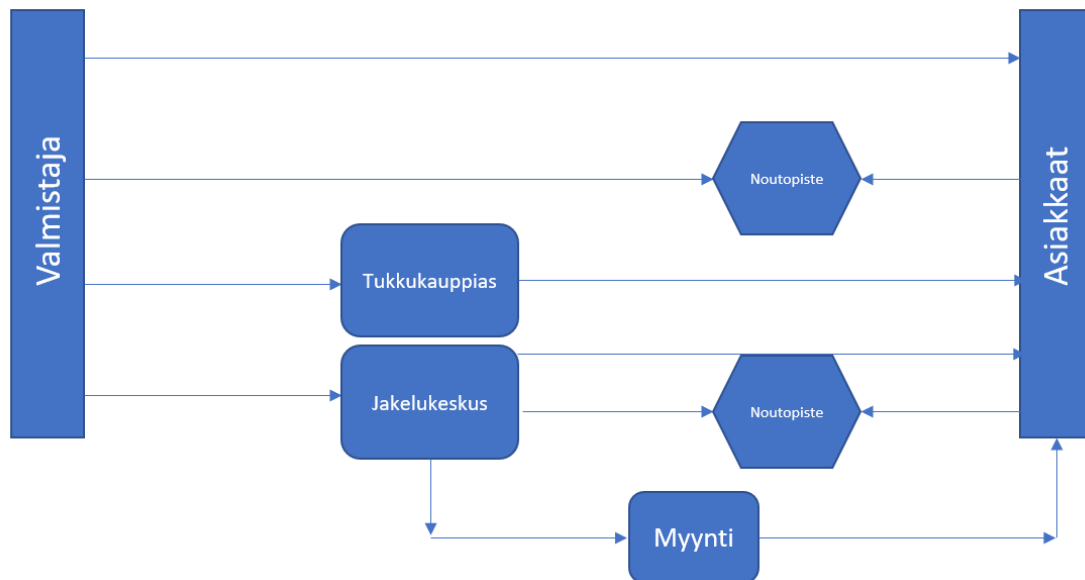 Valmistaja
Noutopiste
Asiakkaat
Tukkukauppias
Jakelukeskus
Noutopiste
Myynti